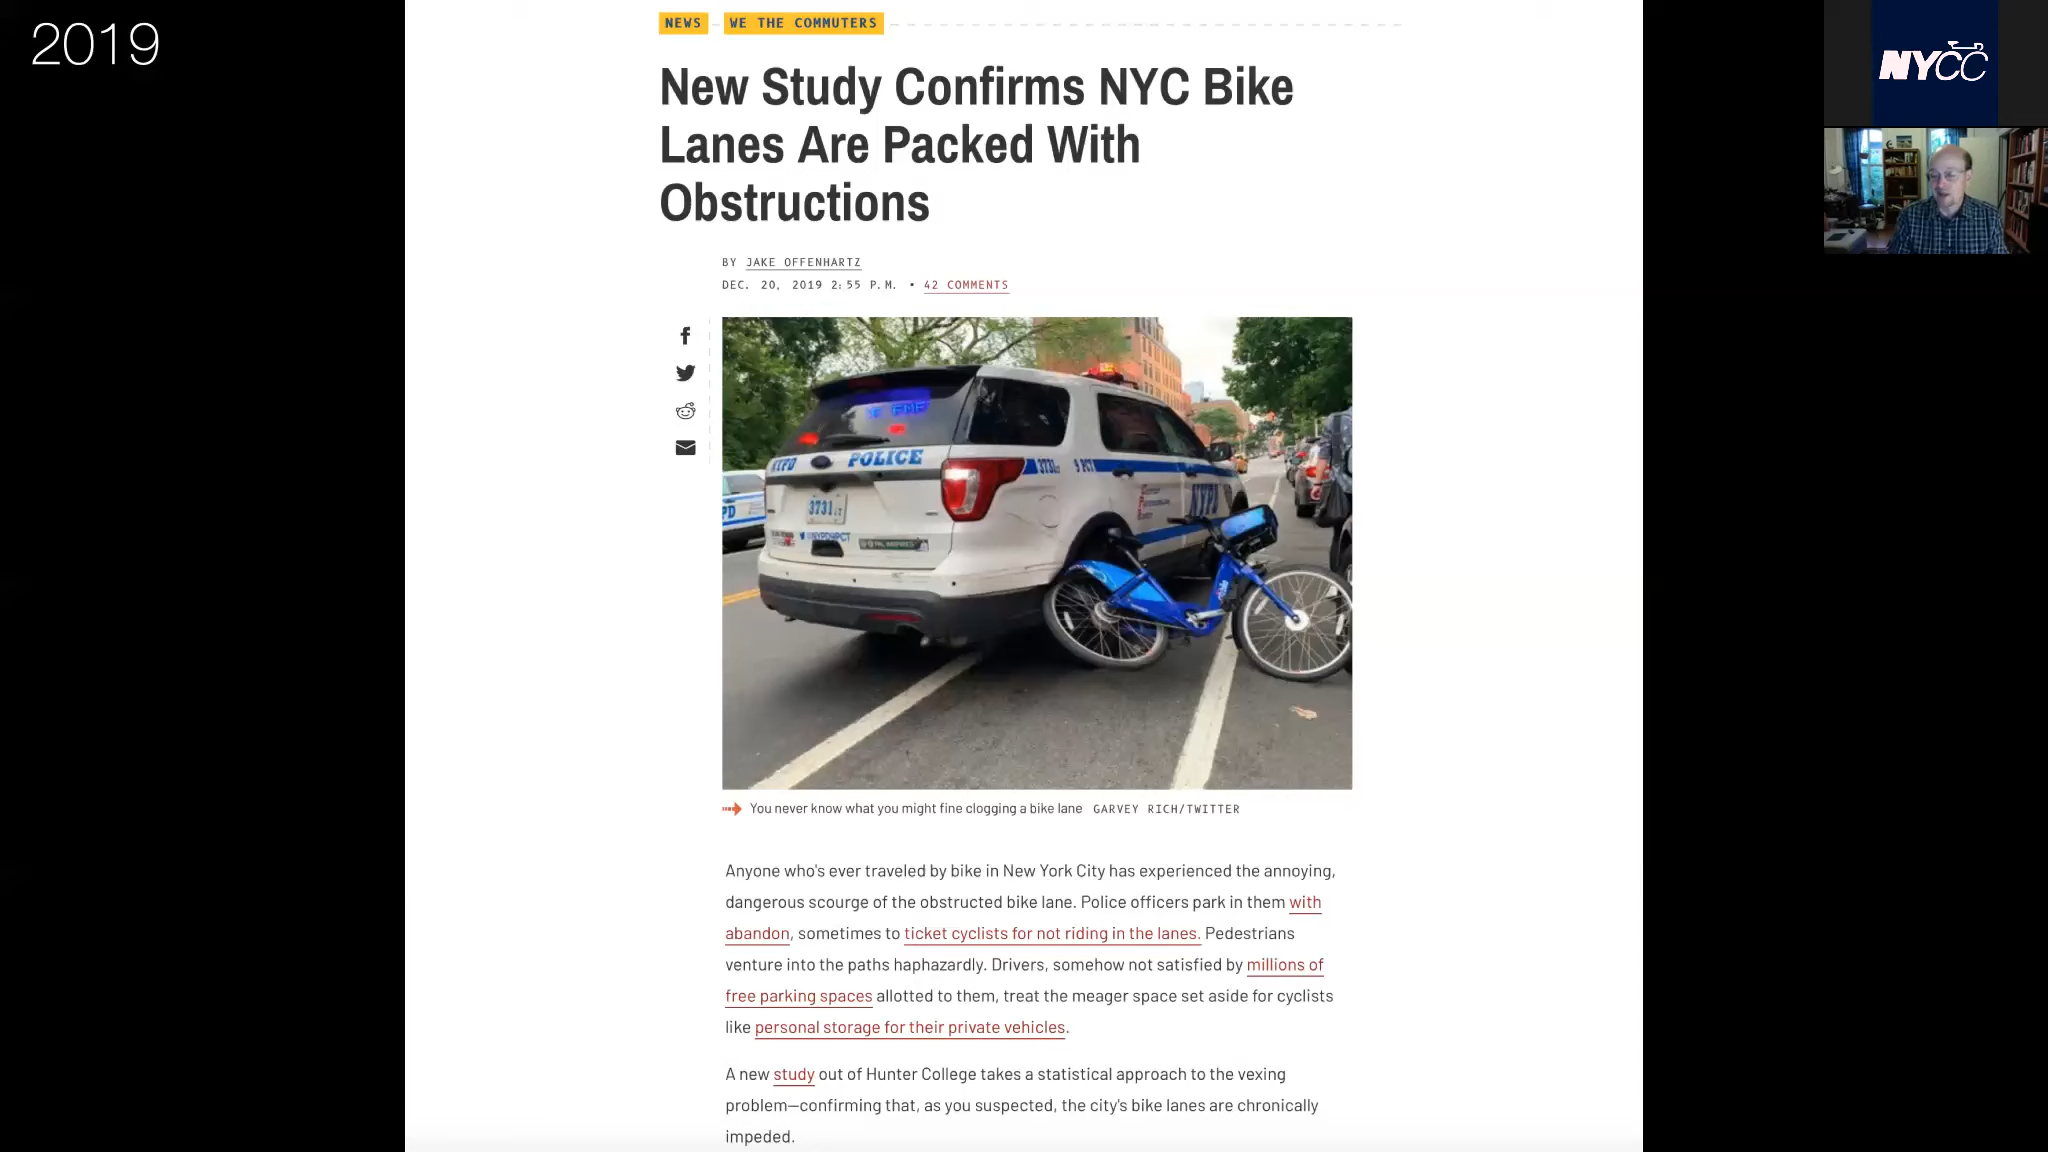 2019
NEWS WE THE COMMUTERS
New Study Confirms NYC Bike
Lanes Are Packed With
Obstructions
BY JAKE OFFENHARTZ
DEC. 20, 2019 2:55 P.M. • 42 COMMENTS
NYPD POLICE
3731
9 PCT
NYPD
3731
PD
You never know what you might fine clogging a bike lane GARVEY RICH/TWITTER
Anyone who's ever traveled by bike in New York City has experienced the annoying,
dangerous scourge of the obstructed bike lane. Police officers park in them with
abandon, sometimes to ticket cyclists for not riding in the lanes. Pedestrians
venture into the paths haphazardly. Drivers, somehow not satisfied by millions of
free parking spaces allotted to them, treat the meager space set aside for cyclists
like personal storage for their private vehicles.
A new study out of Hunter College takes a statistical approach to the vexing
problem—confirming that, as you suspected, the city's bike lanes are chronically
impeded.
NYCC